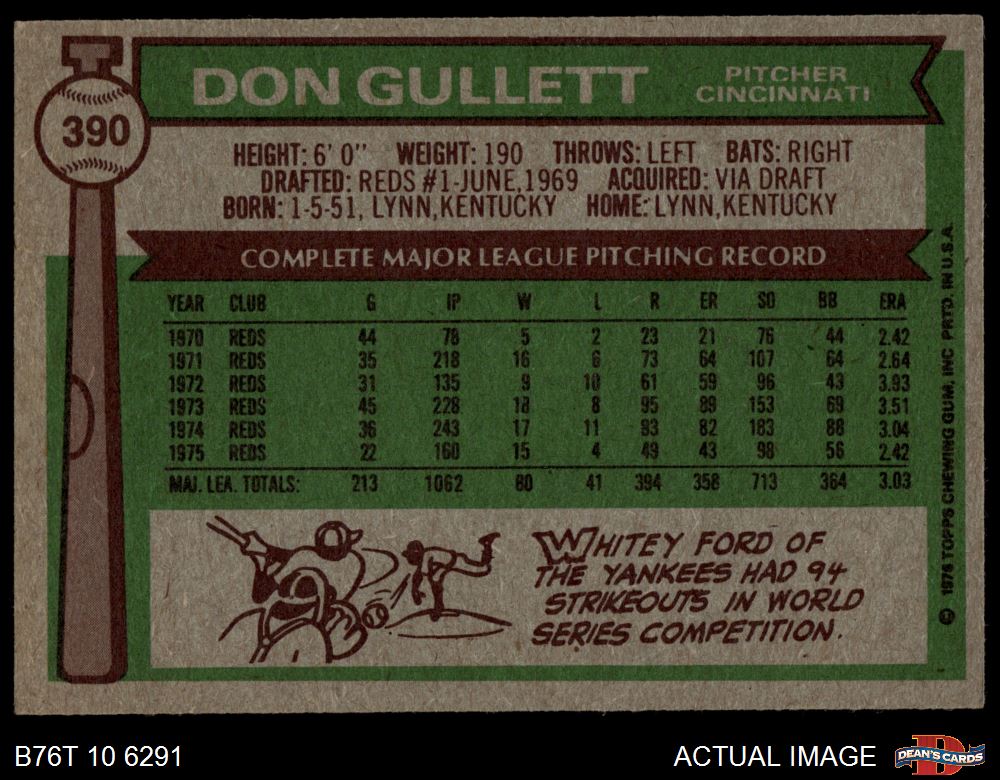 390
DON GULLETT
PITCHER
CINCINNATI
HEIGHT: 6' 0" WEIGHT: 190 THROWS: LEFT BATS: RIGHT
DRAFTED: REDS #1-JUNE, 1969 ACQUIRED: VIA DRAFT
BORN: 1-5-51, LYNN, KENTUCKY HOME: LYNN, KENTUCKY
COMPLETE MAJOR LEAGUE PITCHING RECORD
YEAR CLUB G IP W L R ER SO BB ERA
1970 REDS 44 78 5 2 23 21 76 44 2.42
1971 REDS 35 218 16 6 73 64 107 64 2.64
1972 REDS 31 135 9 10 61 59 96 43 3.93
1973 REDS 45 228 18 8 95 89 153 69 3.51
1974 REDS 36 243 17 11 93 82 183 88 3.04
1975 REDS 22 160 15 4 49 43 98 56 2.42
MAJ. LEA. TOTALS: 213 1062 80 41 394 358 713 364 3.03
WHITEY FORD OF
THE YANKEES HAD 94
STRIKEOUTS IN WORLD
SERIES COMPETITION.
© 1976 TOPPS CHEWING GUM, INC PRTD. IN U.S.A.
B76T 10 6291
ACTUAL IMAGE
DEAN'S CARDS